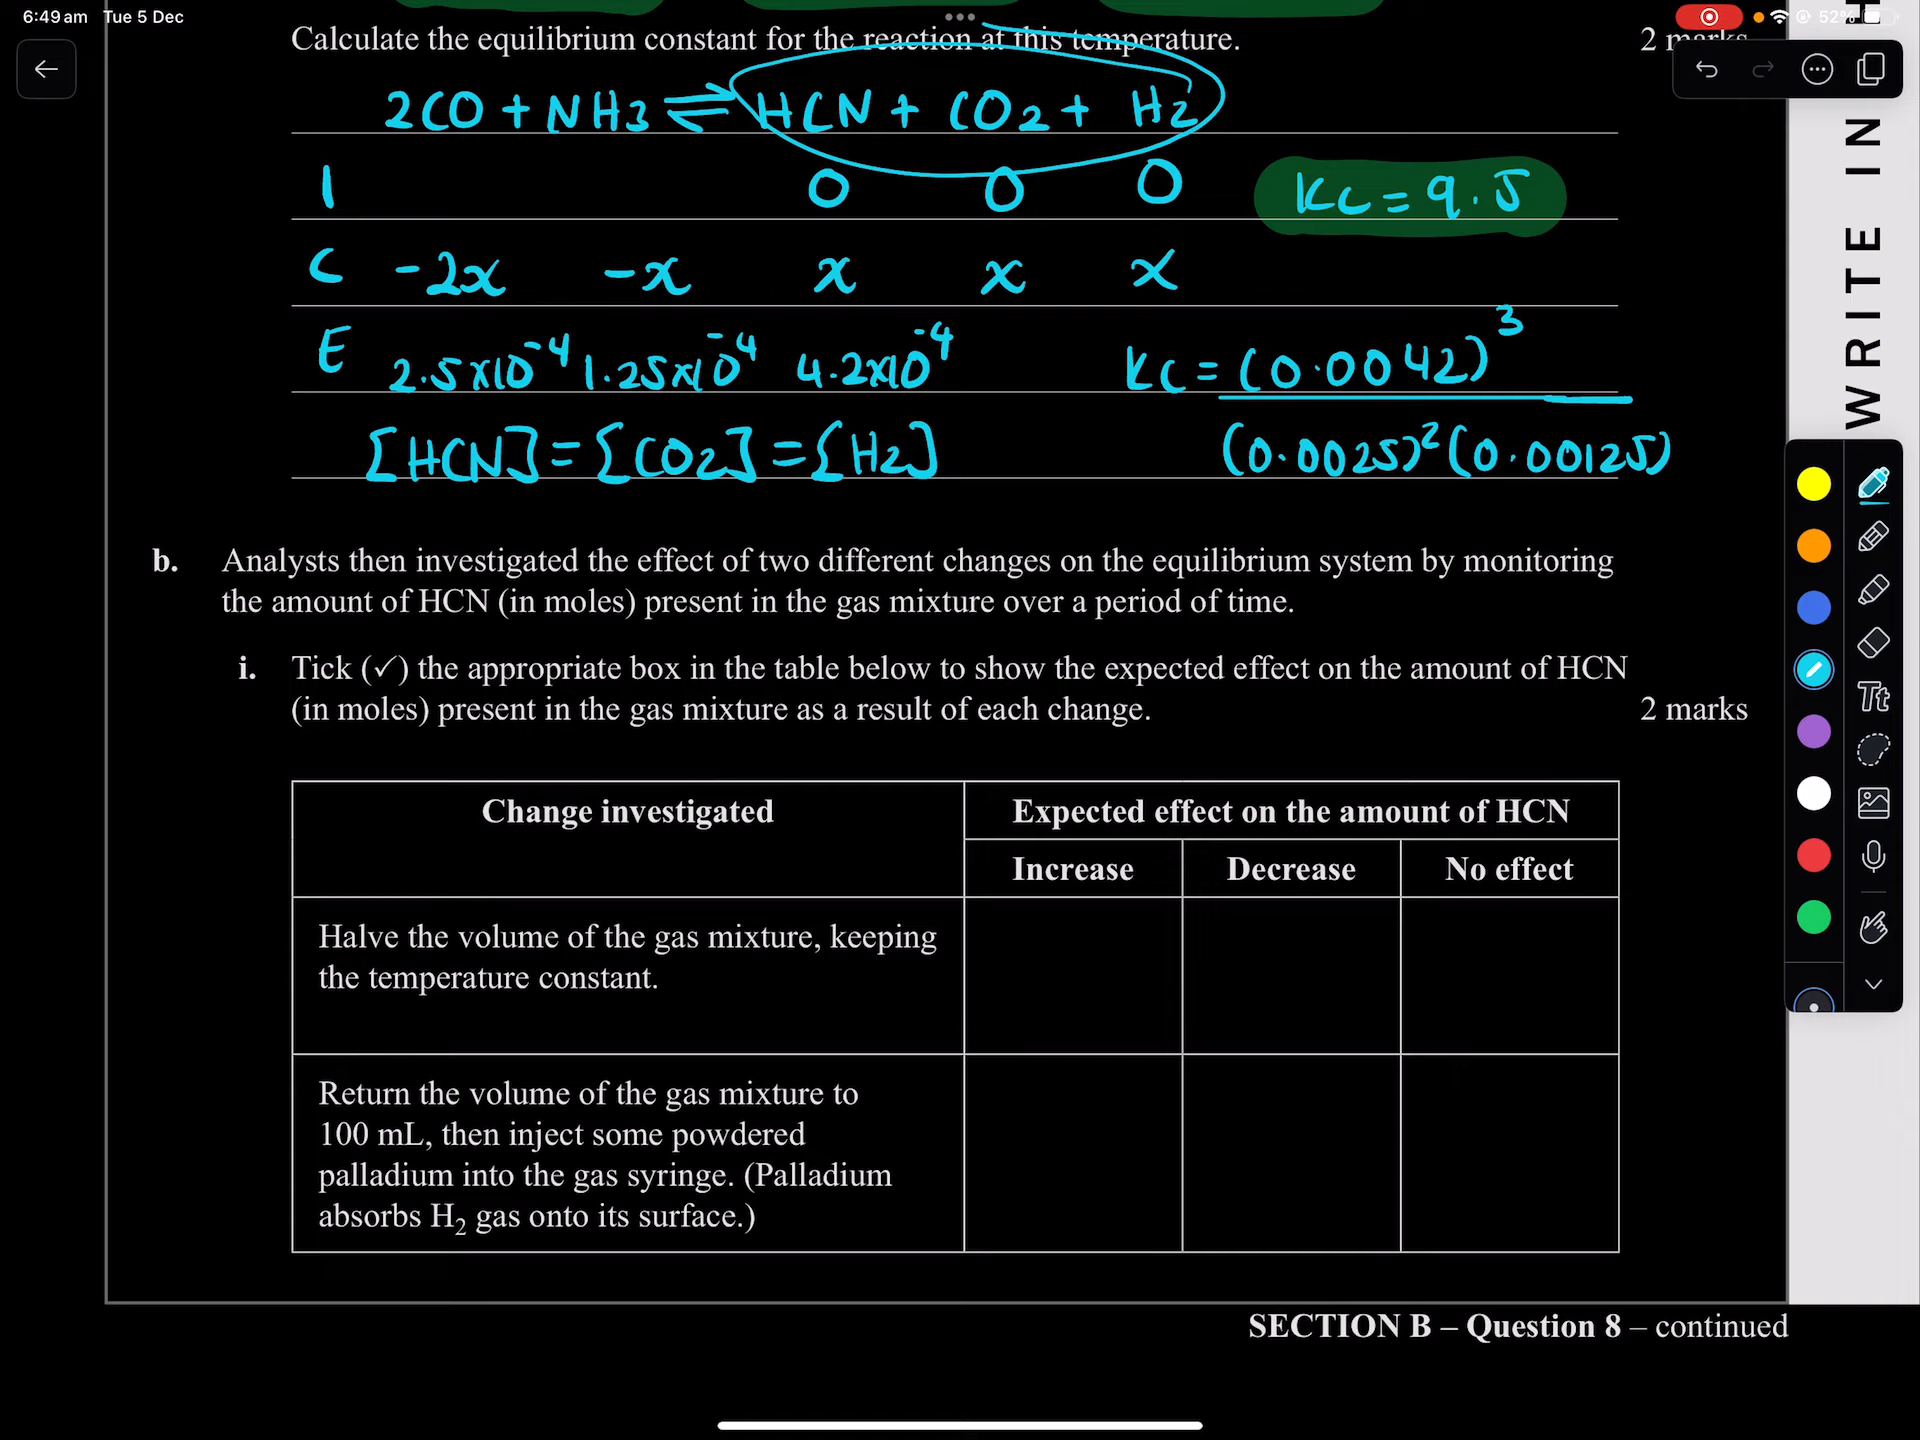 6:49 am Tue 5 Dec
52%
Calculate the equilibrium constant for the reaction at this temperature.
2 marks
2CO + NH3 ⇌ HCN + CO2 + H2
I 0 0 0 Kc = 9.5
C -2x -x x x x
E 2.5x10^-4 1.25x10^-4 4.2x10^-4 Kc = (0.0042)^3
[HCN] = [CO2] = [H2] (0.0025)^2 (0.00125)
b. Analysts then investigated the effect of two different changes on the equilibrium system by monitoring
the amount of HCN (in moles) present in the gas mixture over a period of time.
i. Tick (✓) the appropriate box in the table below to show the expected effect on the amount of HCN
(in moles) present in the gas mixture as a result of each change. 2 marks
Change investigated Expected effect on the amount of HCN
Increase Decrease No effect
Halve the volume of the gas mixture, keeping
the temperature constant.
Return the volume of the gas mixture to
100 mL, then inject some powdered
palladium into the gas syringe. (Palladium
absorbs H₂ gas onto its surface.)
SECTION B – Question 8 – continued
WRITE IN
Tt